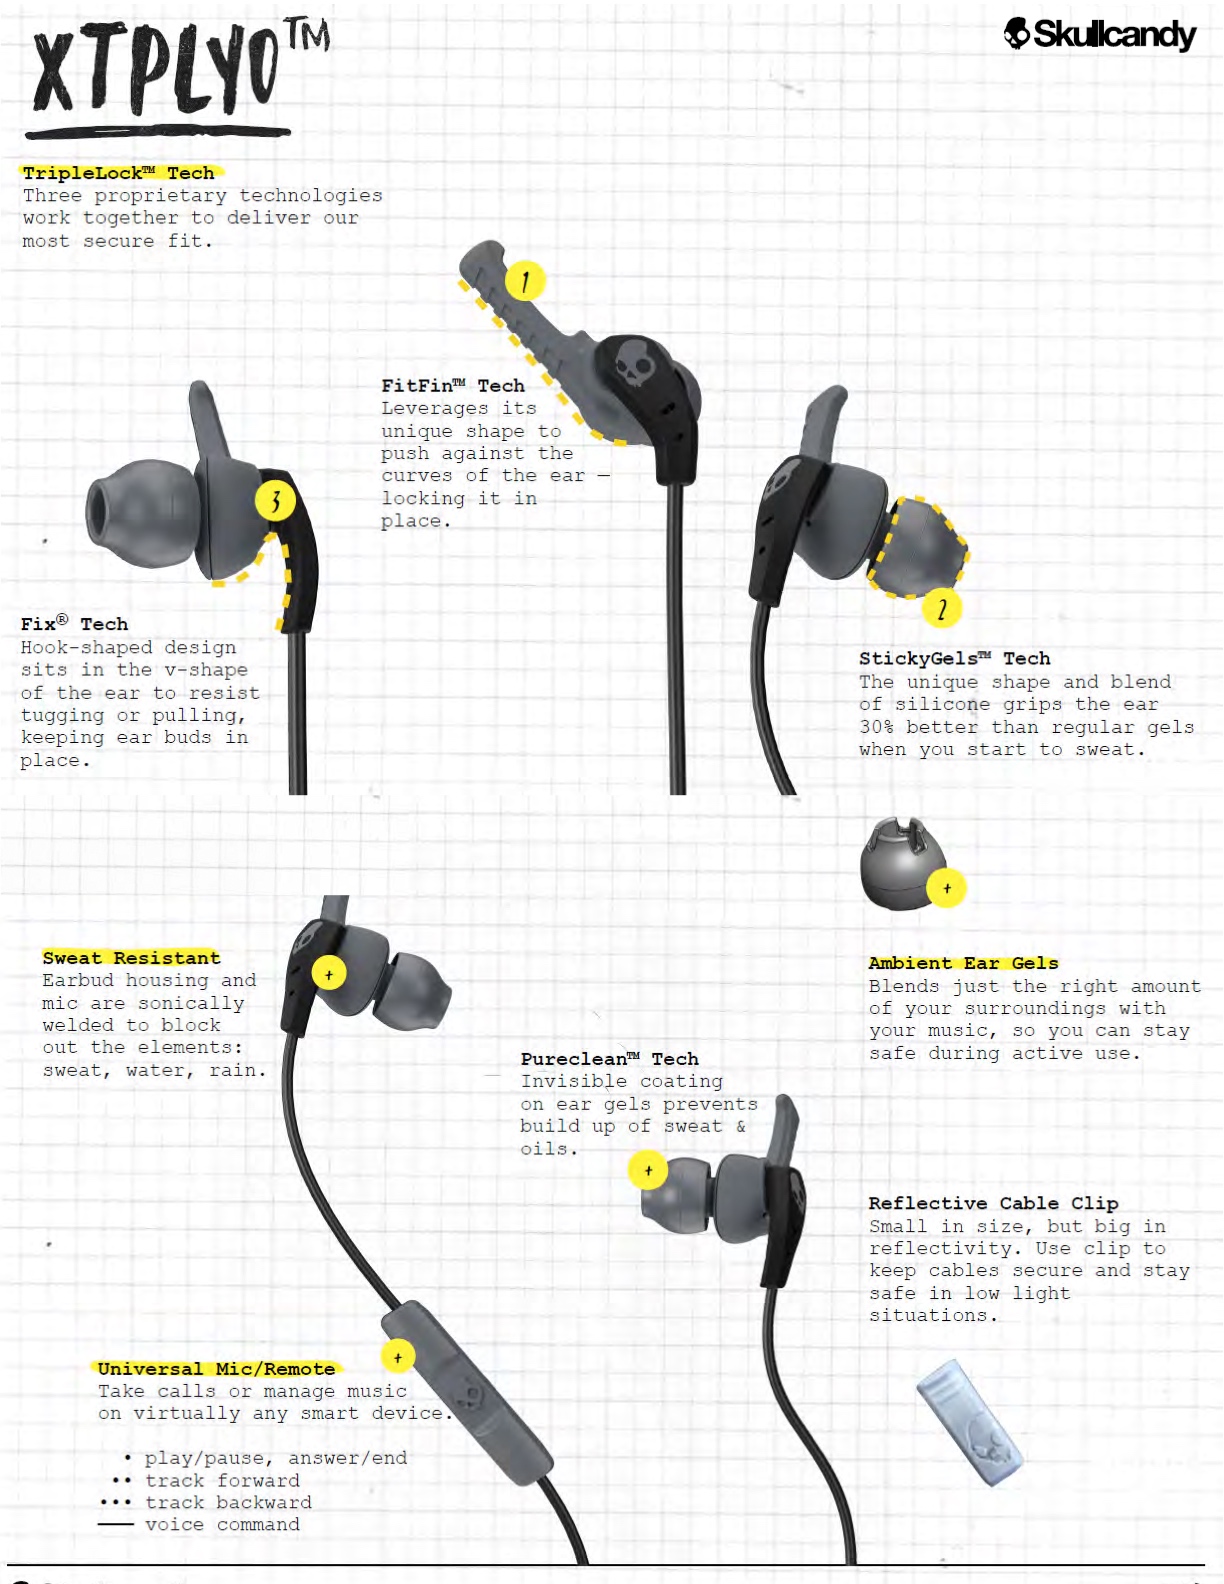 XTPLYO™
Skullcandy
TripleLock™ Tech
Three proprietary technologies
work together to deliver our
most secure fit.
1
FitFin™ Tech
Leverages its
unique shape to
push against the
curves of the ear –
locking it in
place.
3
2
Fix® Tech
Hook-shaped design
sits in the v-shape
of the ear to resist
tugging or pulling,
keeping ear buds in
place.
StickyGels™ Tech
The unique shape and blend
of silicone grips the ear
30% better than regular gels
when you start to sweat.
+
Sweat Resistant
Earbud housing and
mic are sonically
welded to block
out the elements:
sweat, water, rain.
+
Ambient Ear Gels
Blends just the right amount
of your surroundings with
your music, so you can stay
safe during active use.
Pureclean™ Tech
Invisible coating
on ear gels prevents
build up of sweat &
oils.
+
Reflective Cable Clip
Small in size, but big in
reflectivity. Use clip to
keep cables secure and stay
safe in low light
situations.
+
Universal Mic/Remote
Take calls or manage music
on virtually any smart device.
• play/pause, answer/end
•• track forward
••• track backward
— voice command